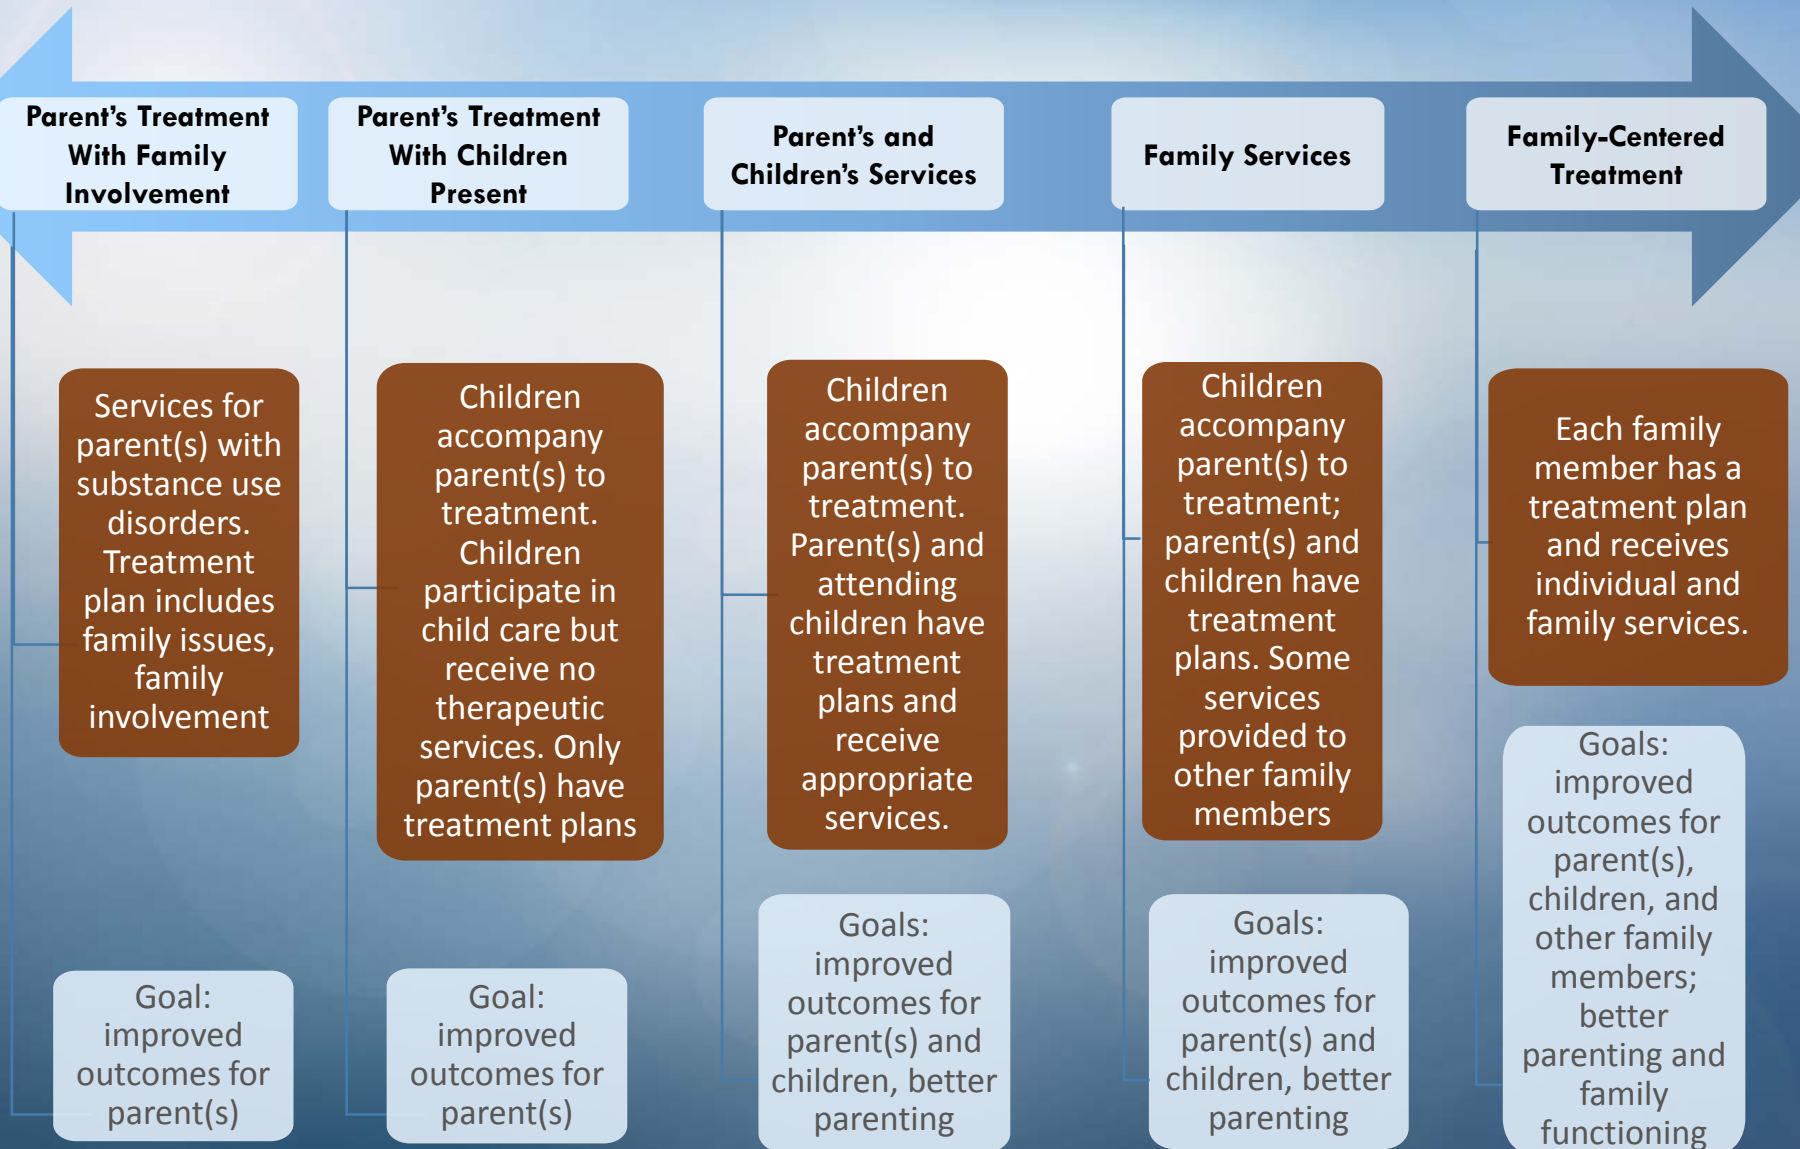 Parent’s Treatment
With Family
Involvement
Parent’s Treatment
With Children
Present
Parent’s and
Children’s Services
Family Services
Family-Centered
Treatment
Services for
parent(s) with
substance use
disorders.
Treatment
plan includes
family issues,
family
involvement
Children
accompany
parent(s) to
treatment.
Children
participate in
child care but
receive no
therapeutic
services. Only
parent(s) have
treatment plans
Children
accompany
parent(s) to
treatment.
Parent(s) and
attending
children have
treatment
plans and
receive
appropriate
services.
Children
accompany
parent(s) to
treatment;
parent(s) and
children have
treatment
plans. Some
services
provided to
other family
members
Each family
member has a
treatment plan
and receives
individual and
family services.
Goal:
improved
outcomes for
parent(s)
Goal:
improved
outcomes for
parent(s)
Goals:
improved
outcomes for
parent(s) and
children, better
parenting
Goals:
improved
outcomes for
parent(s) and
children, better
parenting
Goals:
improved
outcomes for
parent(s),
children, and
other family
members;
better
parenting and
family
functioning